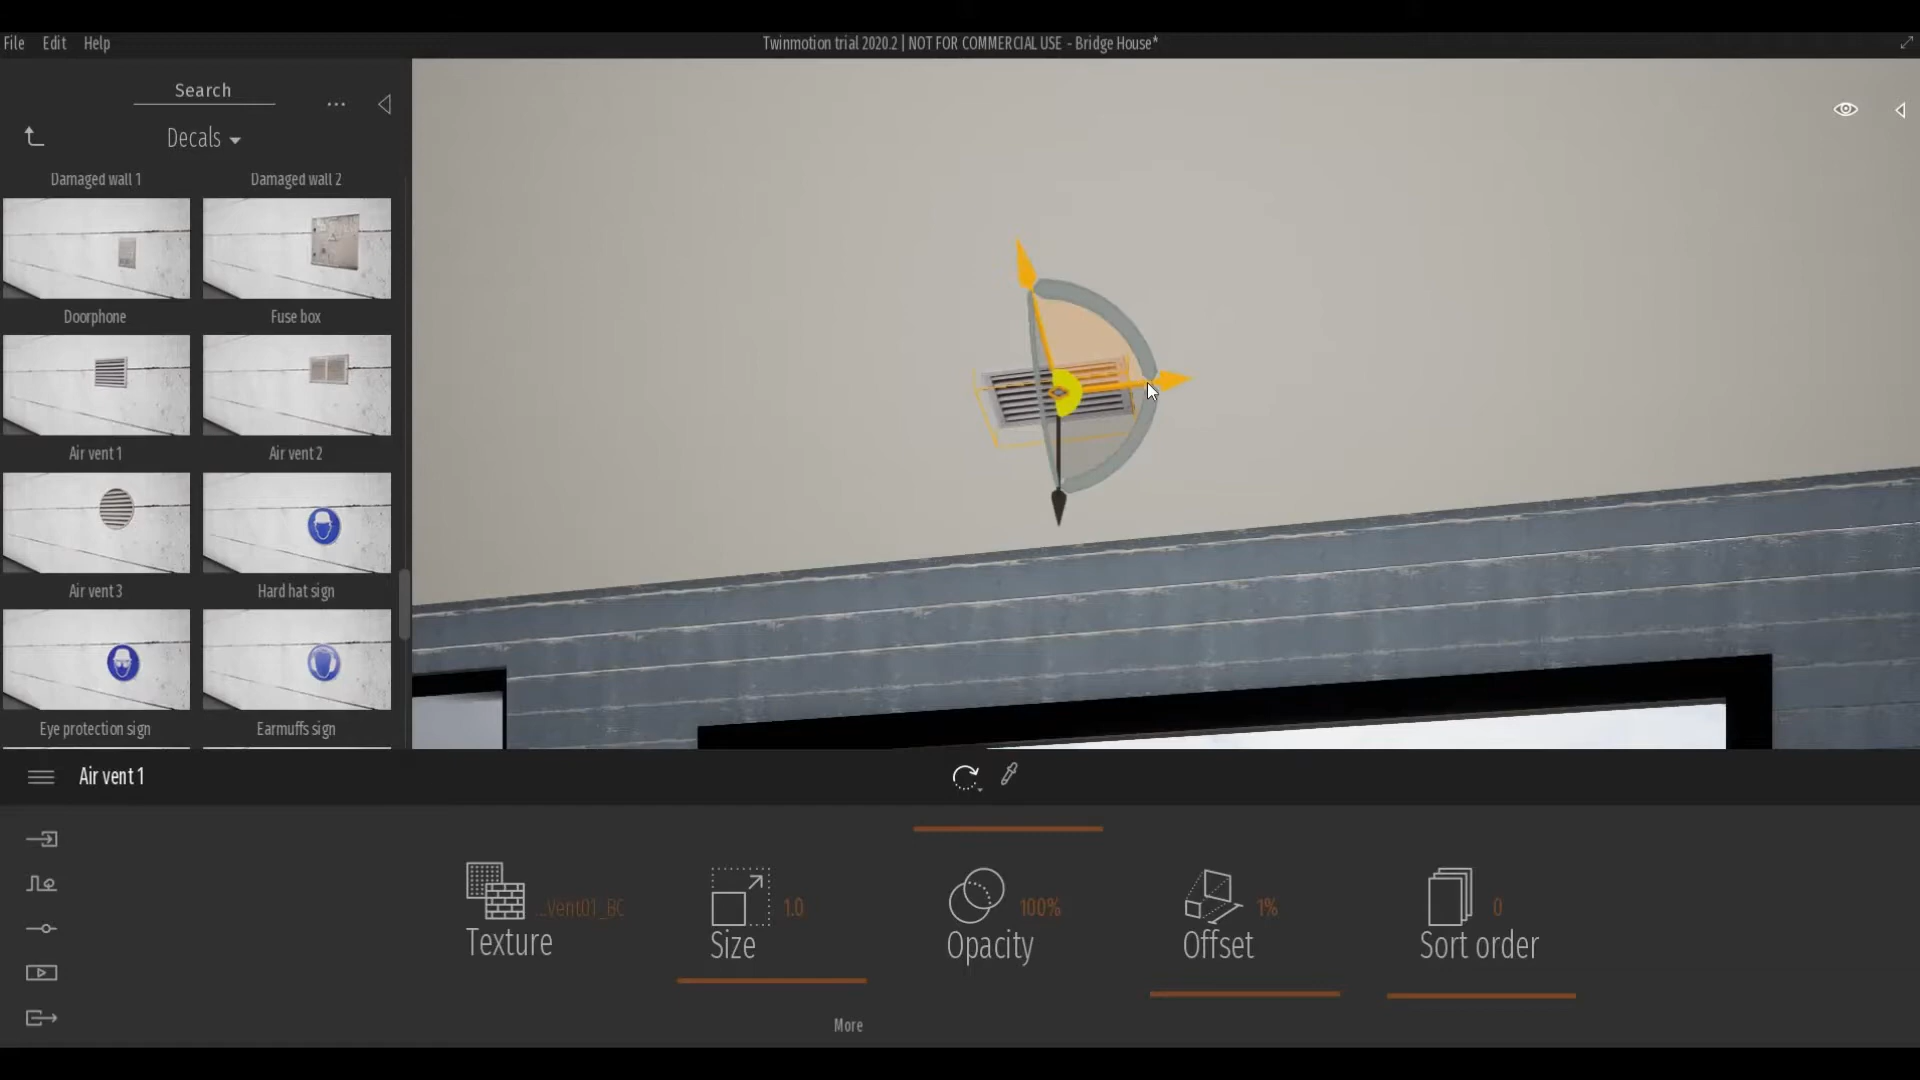 File Edit Help
Twinmotion trial 2020.2 | NOT FOR COMMERCIAL USE - Bridge House*
Search
...
Decals
Damaged wall 1
Damaged wall 2
Doorphone
Fuse box
Air vent 1
Air vent 2
Air vent 3
Hard hat sign
Eye protection sign
Earmuffs sign
Air vent 1
...Vent01_BC
Texture
1.0
Size
100%
Opacity
1%
Offset
0
Sort order
More